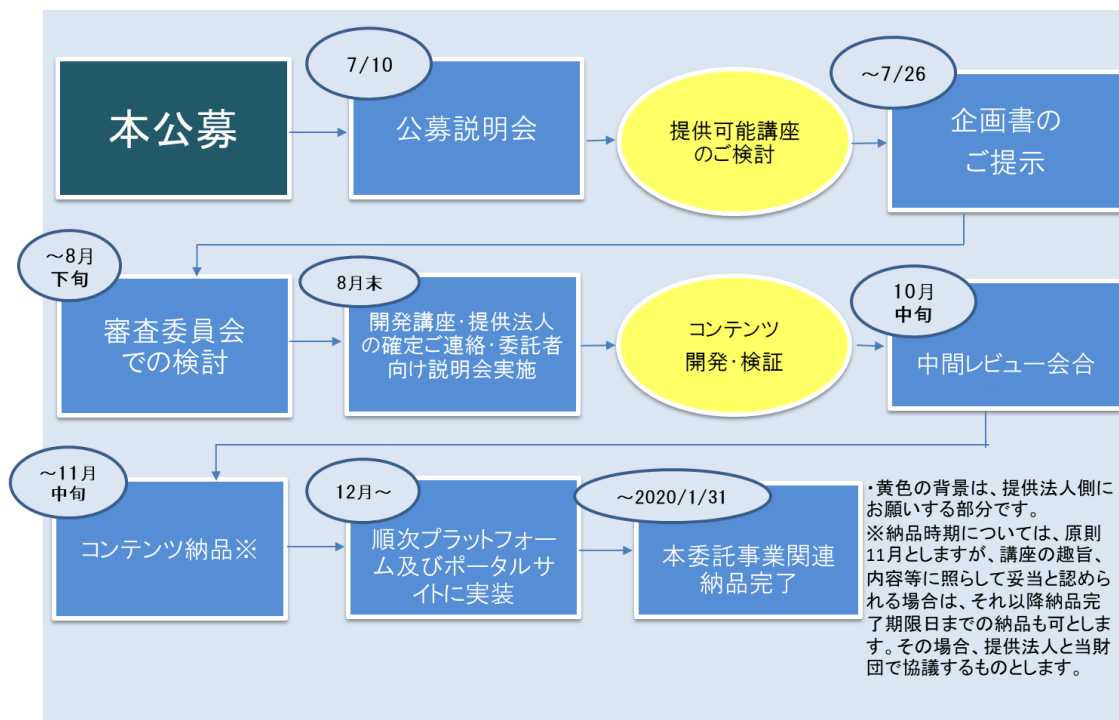 本公募
7/10
公募説明会
提供可能講座
のご検討
～7/26
企画書の
ご提示
～8月
下旬
審査委員会
での検討
8月末
開発講座・提供法人
の確定ご連絡・委託者
向け説明会実施
コンテンツ
開発・検証
10月
中旬
中間レビュー会合
～11月
中旬
コンテンツ納品※
12月～
順次プラットフォー
ム及びポータルサ
イトに実装
～2020/1/31
本委託事業関連
納品完了
・黄色の背景は、提供法人側に
お願いする部分です。
※納品時期については、原則
11月としますが、講座の趣旨、
内容等に照らして妥当と認めら
れる場合は、それ以降納品完
了期限日までの納品も可としま
す。その場合、提供法人と当財
団で協議するものとします。